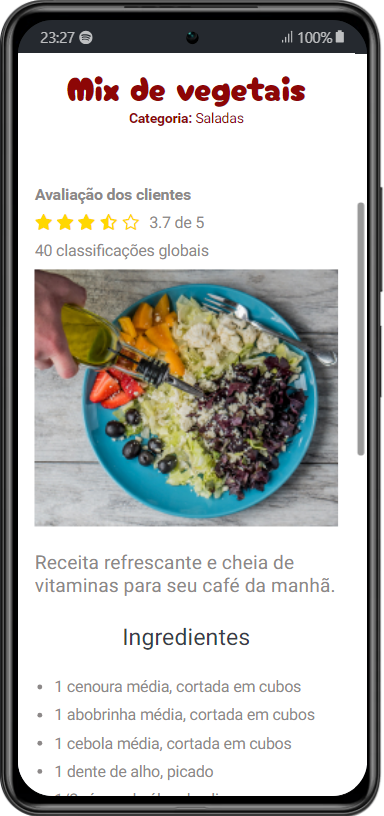 23:27 100%
Mix de vegetais
Categoria: Saladas
Avaliação dos clientes
3.7 de 5
40 classificações globais
Receita refrescante e cheia de
vitaminas para seu café da manhã.
Ingredientes
1 cenoura média, cortada em cubos
1 abobrinha média, cortada em cubos
1 cebola média, cortada em cubos
1 dente de alho, picado